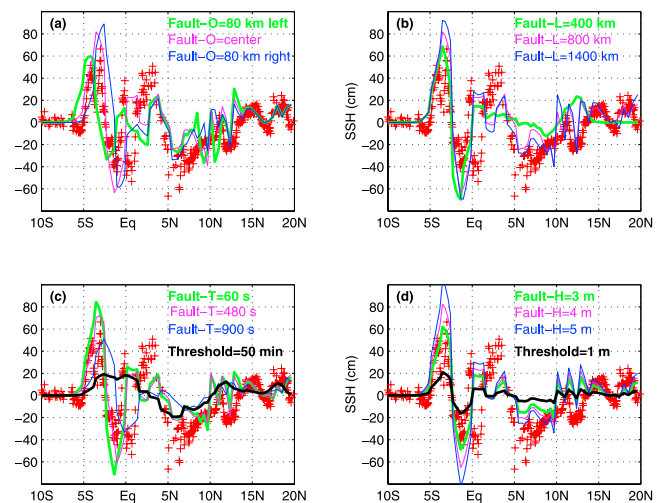 (a)
Fault-O=80 km left
Fault-O=center
Fault-O=80 km right
80
60
40
20
0
−20
−40
−60
10S 5S Eq 5N 10N 15N 20N
(b)
Fault-L=400 km
Fault-L=800 km
Fault-L=1400 km
SSH (cm)
80
60
40
20
0
−20
−40
−60
10S 5S Eq 5N 10N 15N 20N
(c)
Fault-T=60 s
Fault-T=480 s
Fault-T=900 s
Threshold=50 min
80
60
40
20
0
−20
−40
−60
10S 5S Eq 5N 10N 15N 20N
(d)
Fault-H=3 m
Fault-H=4 m
Fault-H=5 m
Threshold=1 m
SSH (cm)
80
60
40
20
0
−20
−40
−60
10S 5S Eq 5N 10N 15N 20N